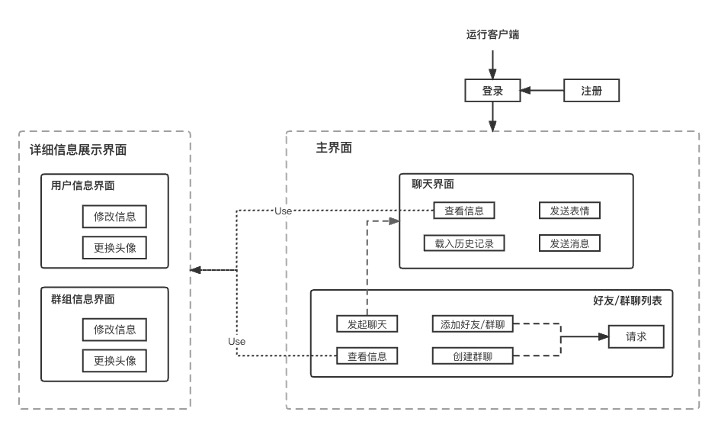 运行客户端
登录
注册
详细信息展示界面
用户信息界面
修改信息
更换头像
群组信息界面
修改信息
更换头像
主界面
聊天界面
查看信息
发送表情
载入历史记录
发送消息
Use
Use
好友/群聊列表
发起聊天
添加好友/群聊
查看信息
创建群聊
请求